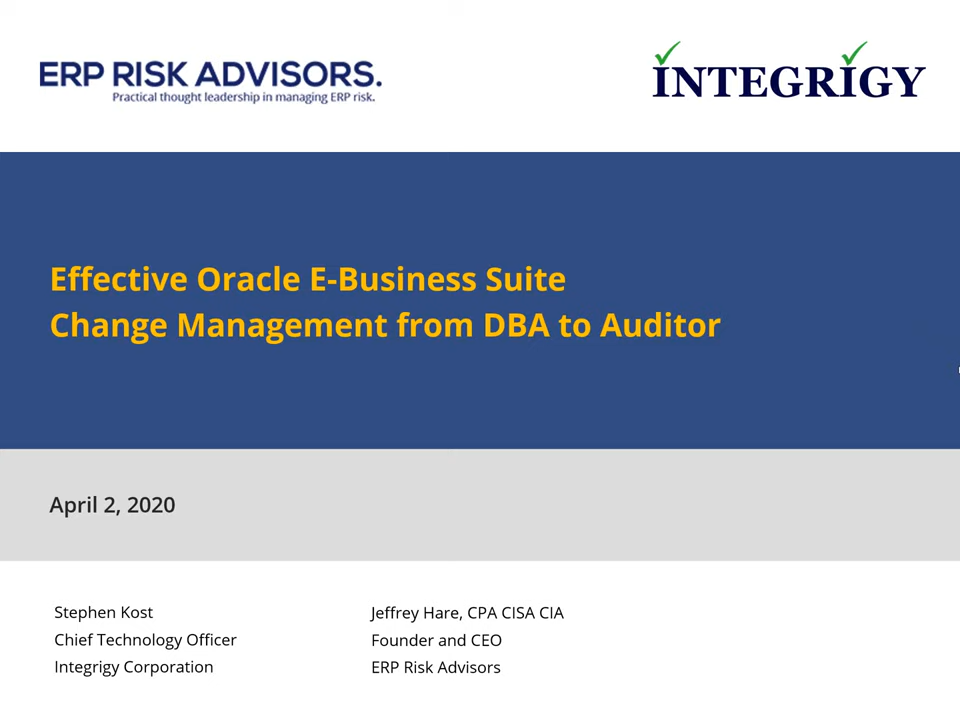 ERP RISK ADVISORS.
Practical thought leadership in managing ERP risk.
INTEGRIGY
Effective Oracle E-Business Suite
Change Management from DBA to Auditor
April 2, 2020
Stephen Kost
Chief Technology Officer
Integrigy Corporation
Jeffrey Hare, CPA CISA CIA
Founder and CEO
ERP Risk Advisors